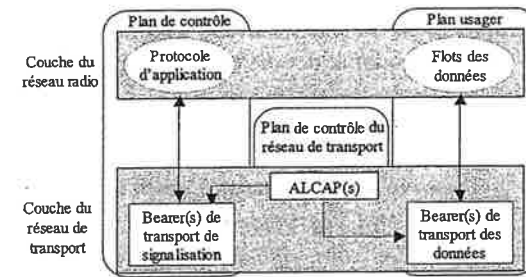 Plan de contrôle
Plan usager
Couche du
réseau radio
Protocole
d'application
Flots des
données
Plan de contrôle du
réseau de transport
ALCAP(s)
Couche du
réseau de
transport
Bearer(s) de
transport de
signalisation
Bearer(s) de
transport des
données